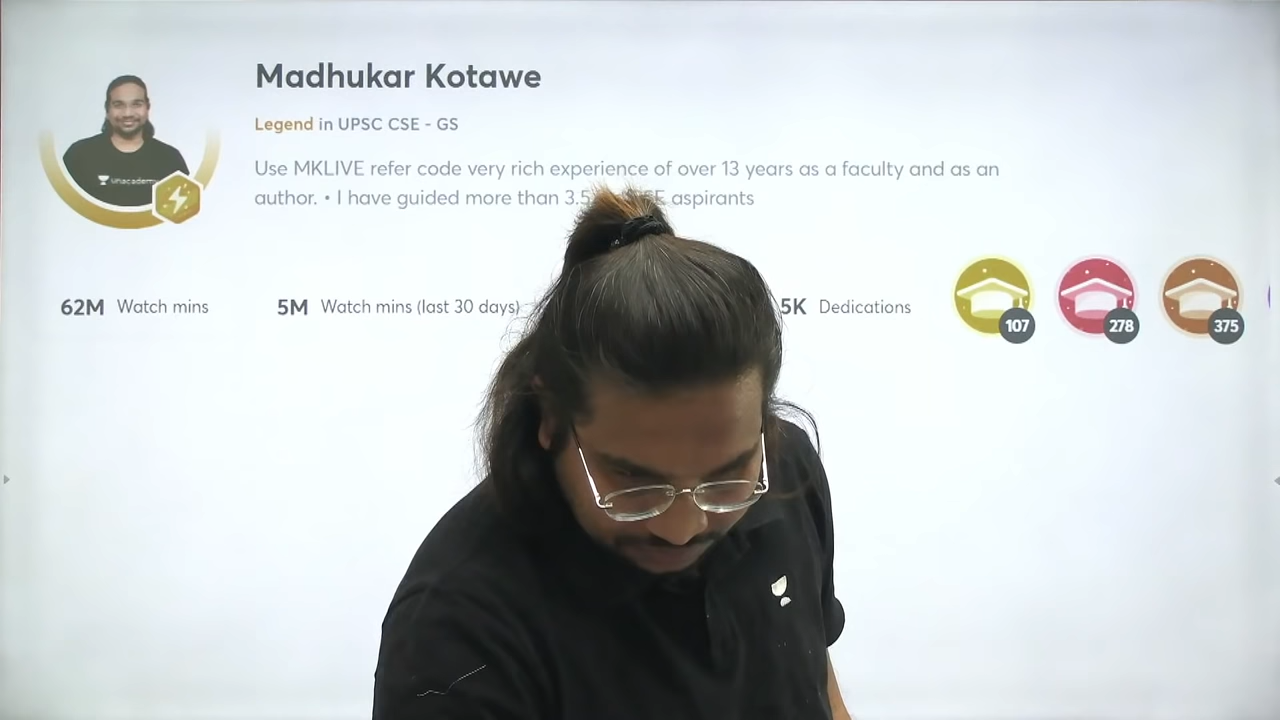 Madhukar Kotawe
Legend in UPSC CSE - GS
Use MKLIVE refer code very rich experience of over 13 years as a faculty and as an
author. • I have guided more than 3.5 aspirants
unacademy
62M Watch mins
5M Watch mins (last 30 days)
5K Dedications
107
278
375